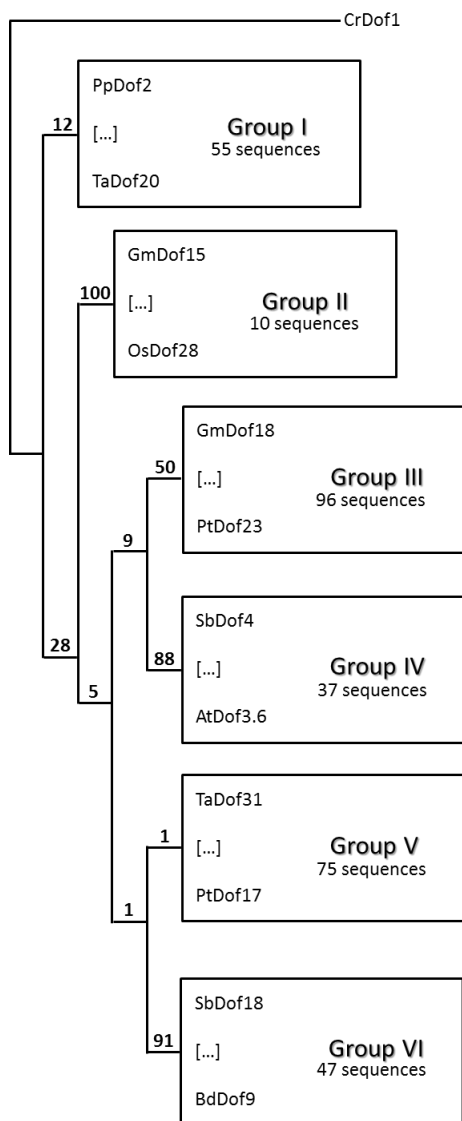 CrDof1
PpDof2
12
Group I
[...]
55 sequences
TaDof20
GmDof15
100
Group II
[...]
10 sequences
OsDof28
GmDof18
50
Group III
[...]
96 sequences
PtDof23
9
SbDof4
28
88
Group IV
[...]
37 sequences
5
AtDof3.6
TaDof31
1
Group V
[...]
75 sequences
PtDof17
1
SbDof18
91
Group VI
[...]
47 sequences
BdDof9